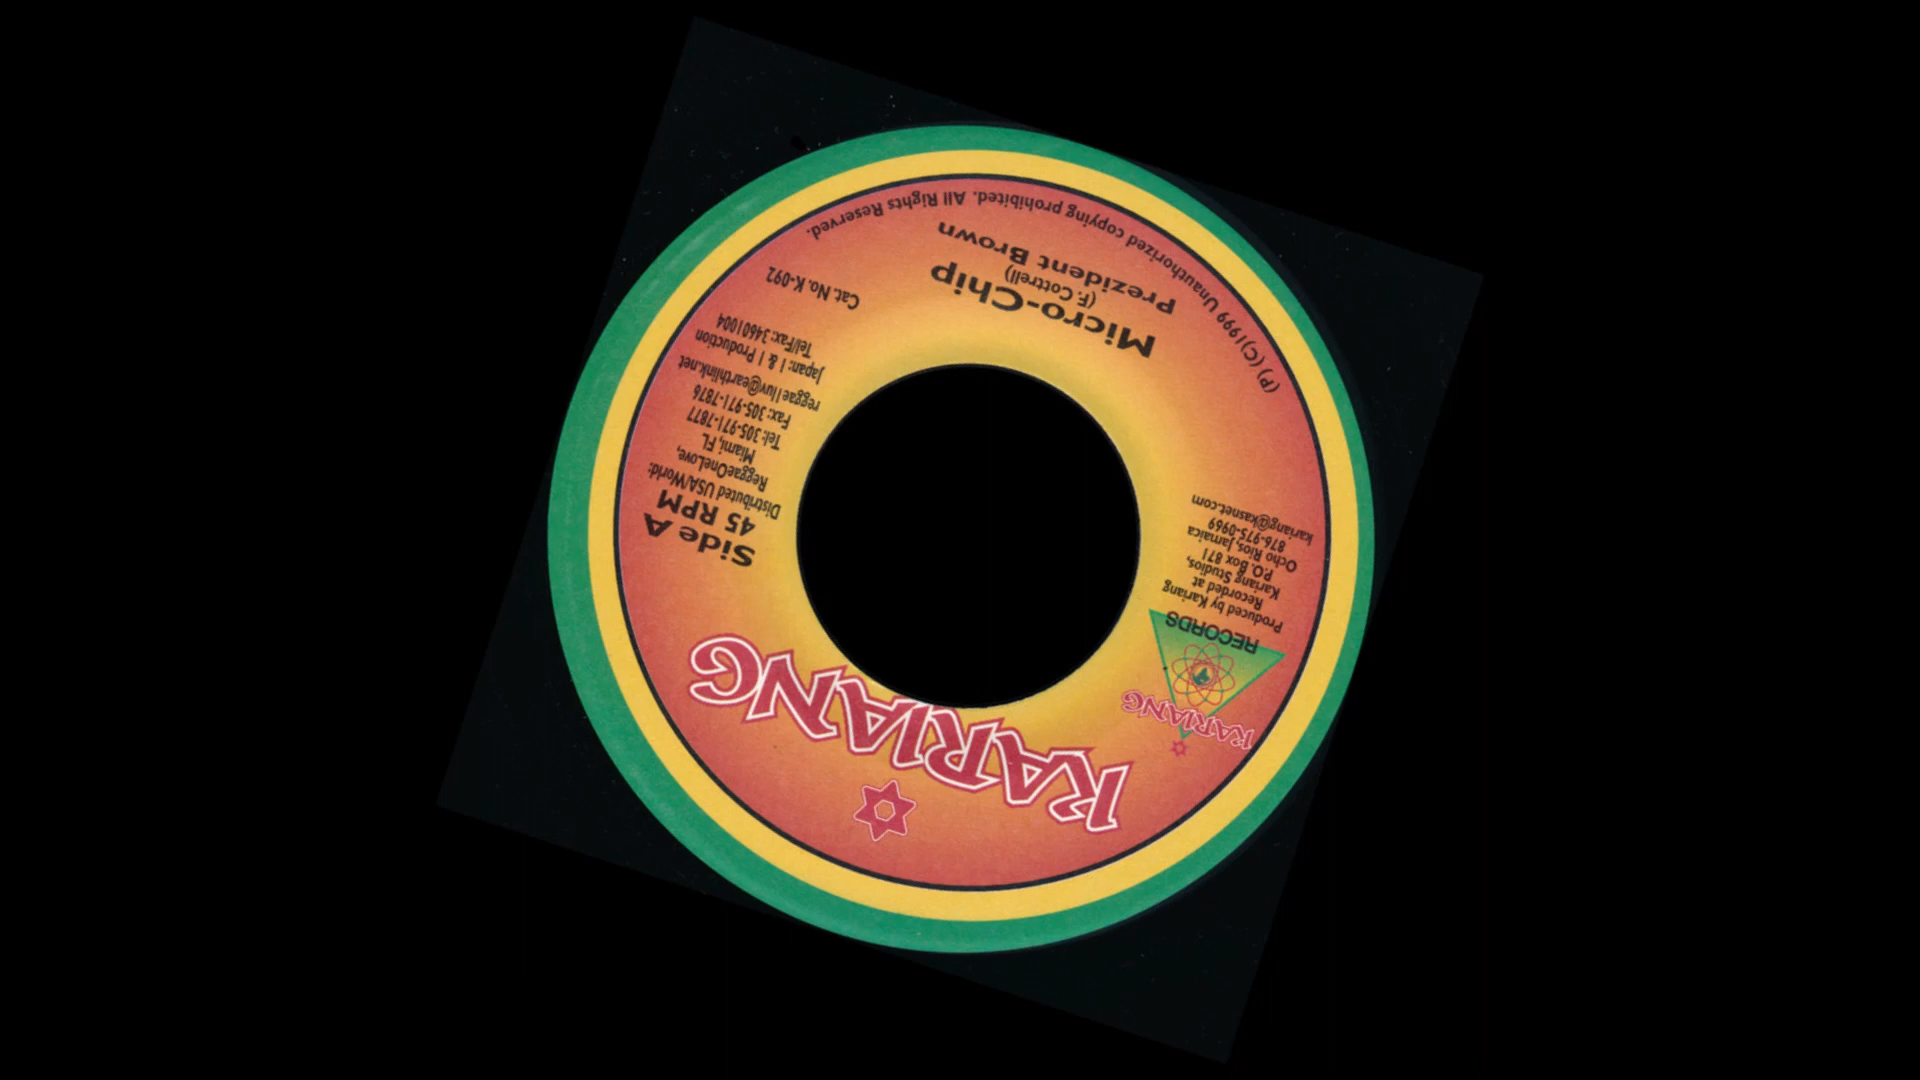 KARIANG
KARIANG
RECORDS
Produced by Kariang
Recorded at
Kariang Studios,
P.O. Box 871
Ocho Rios, Jamaica
876-975-0969
kariang@kasnet.com
Side A
45 RPM
Distributed USA/World:
ReggaeOneLove,
Miami, FL
Tel: 305-971-7877
Fax: 305-971-7876
reggae1luv@earthlink.net
Japan: I & I Production
Tel/Fax: 34601004
Cat. No. K-092
Micro-Chip
(F. Cottrell)
Prezident Brown
(P) (C)1999 Unauthorized copying prohibited. All Rights Reserved.